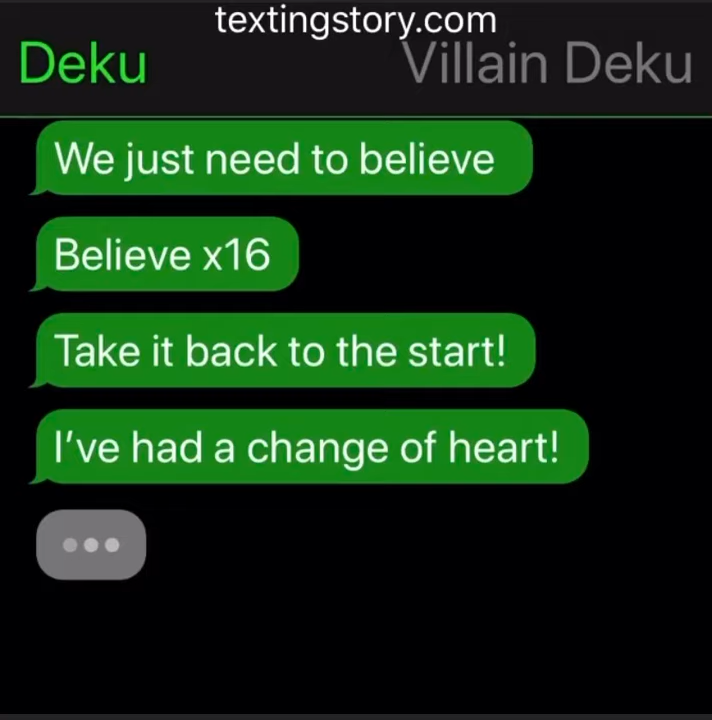 textingstory.com
Deku Villain Deku
We just need to believe
Believe x16
Take it back to the start!
I've had a change of heart!